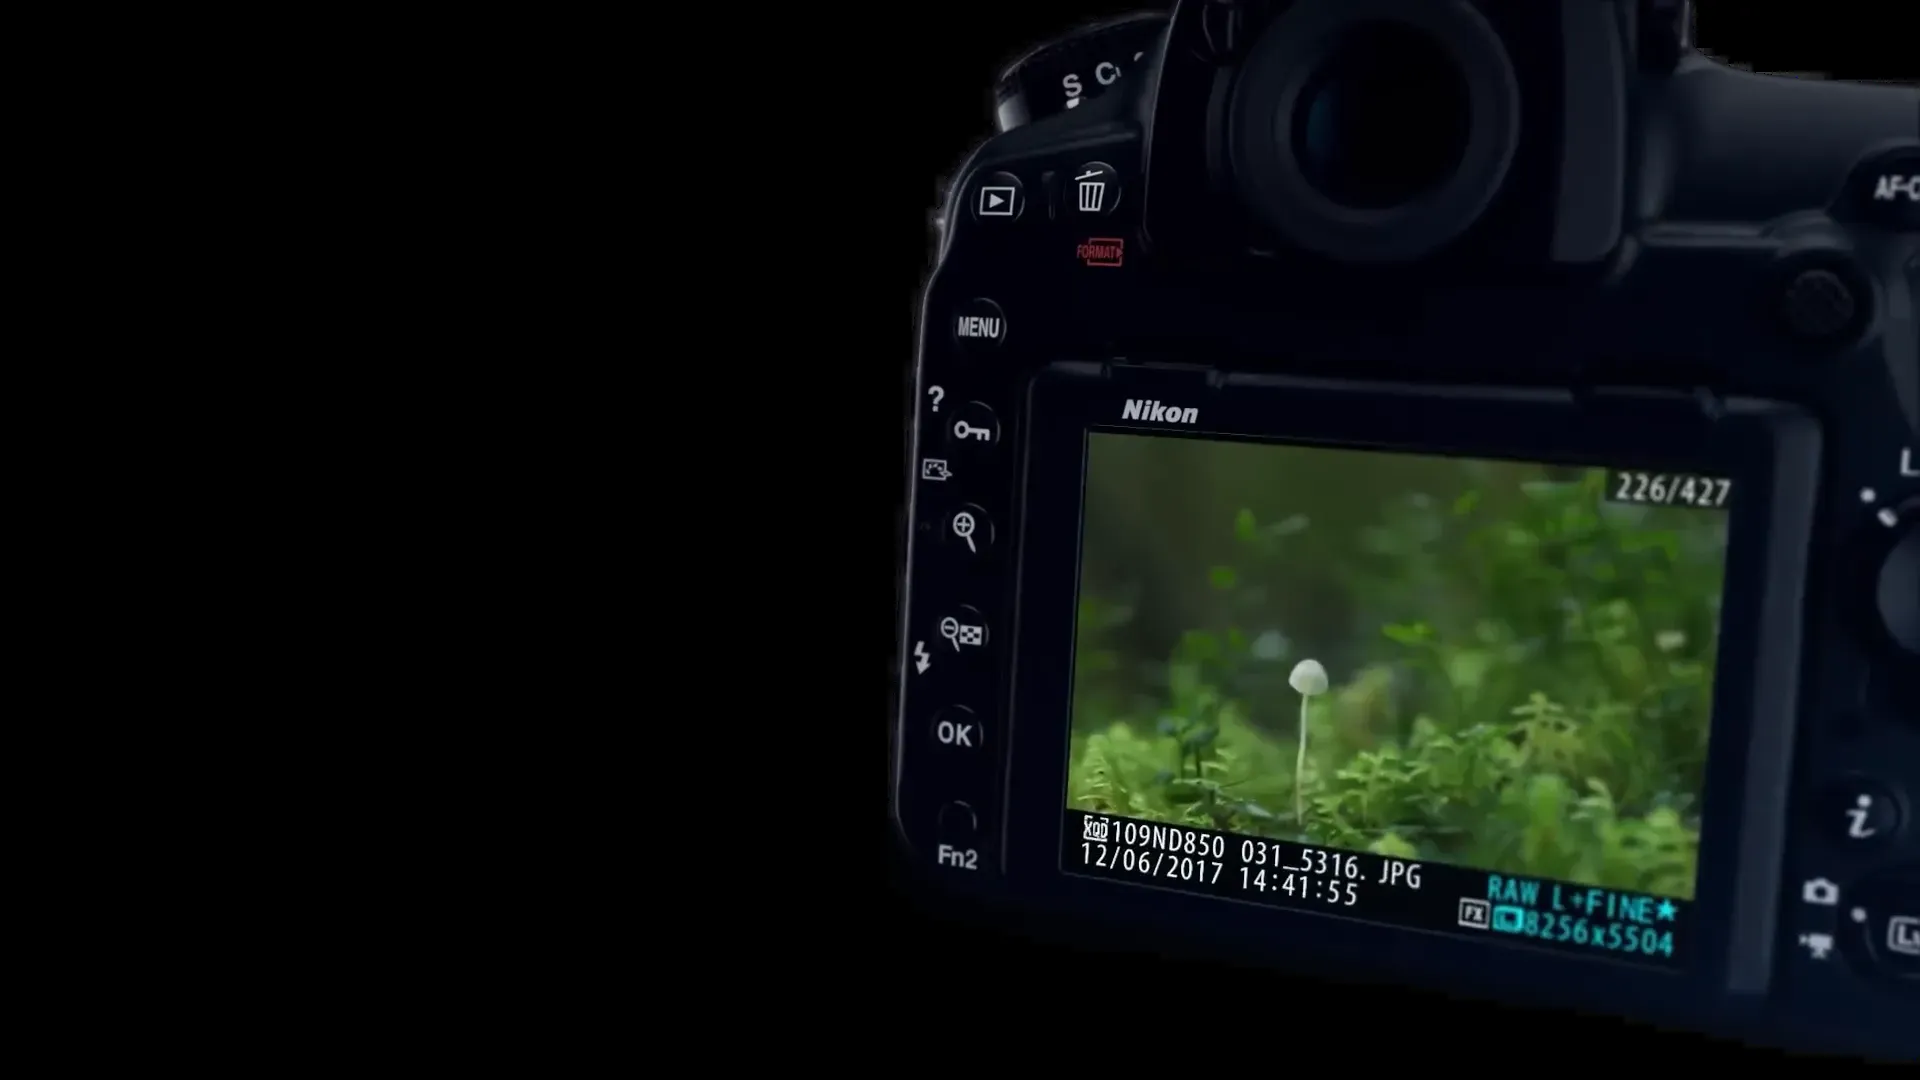 S C
AF-C
FORMAT
MENU
?
Nikon
226/427
OK
Fn2
XQD 109ND850 031_5316. JPG
12/06/2017 14:41:55
RAW L+FINE★
FX L 8256x5504
i